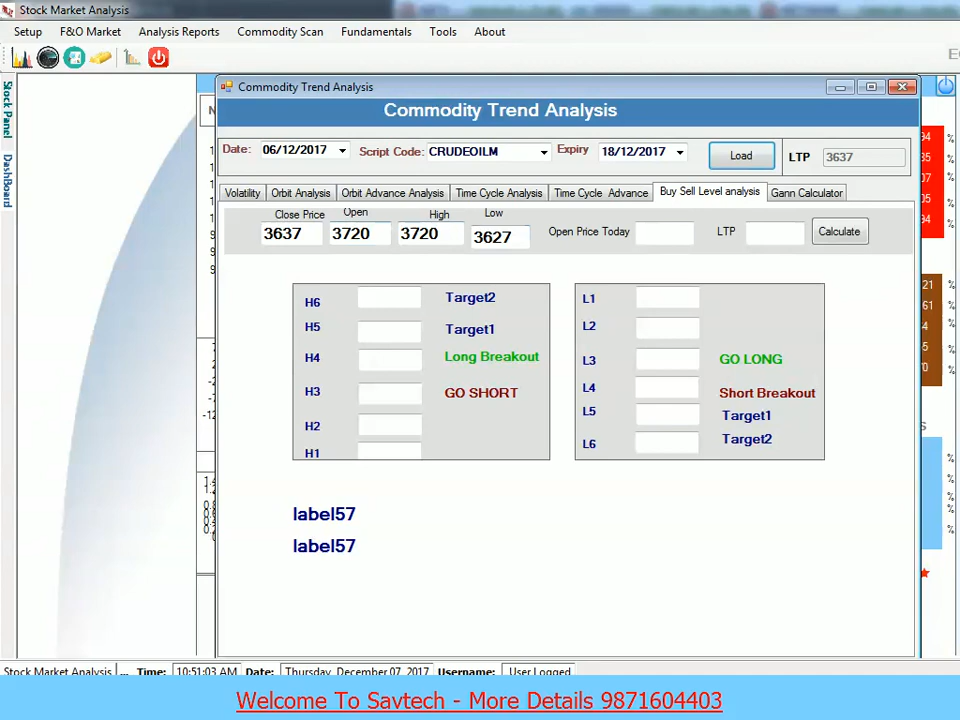 Stock Market Analysis
Setup F&O Market Analysis Reports Commodity Scan Fundamentals Tools About
Stock Panel
DashBoard
Commodity Trend Analysis
Commodity Trend Analysis
Date: 06/12/2017 Script Code: CRUDEOILM Expiry 18/12/2017 Load LTP 3637
Volatility Orbit Analysis Orbit Advance Analysis Time Cycle Analysis Time Cycle Advance Buy Sell Level analysis Gann Calculator
Close Price Open High Low
3637 3720 3720 3627 Open Price Today LTP Calculate
H6 Target2 L1
H5 Target1 L2
H4 Long Breakout L3 GO LONG
H3 GO SHORT L4 Short Breakout
H2 L5 Target1
H1 L6 Target2
label57
label57
Stock Market Analysis ... Time: 10:51:03 AM Date: Thursday, December 07, 2017 Username: User Logged
Welcome To Savtech - More Details 9871604403